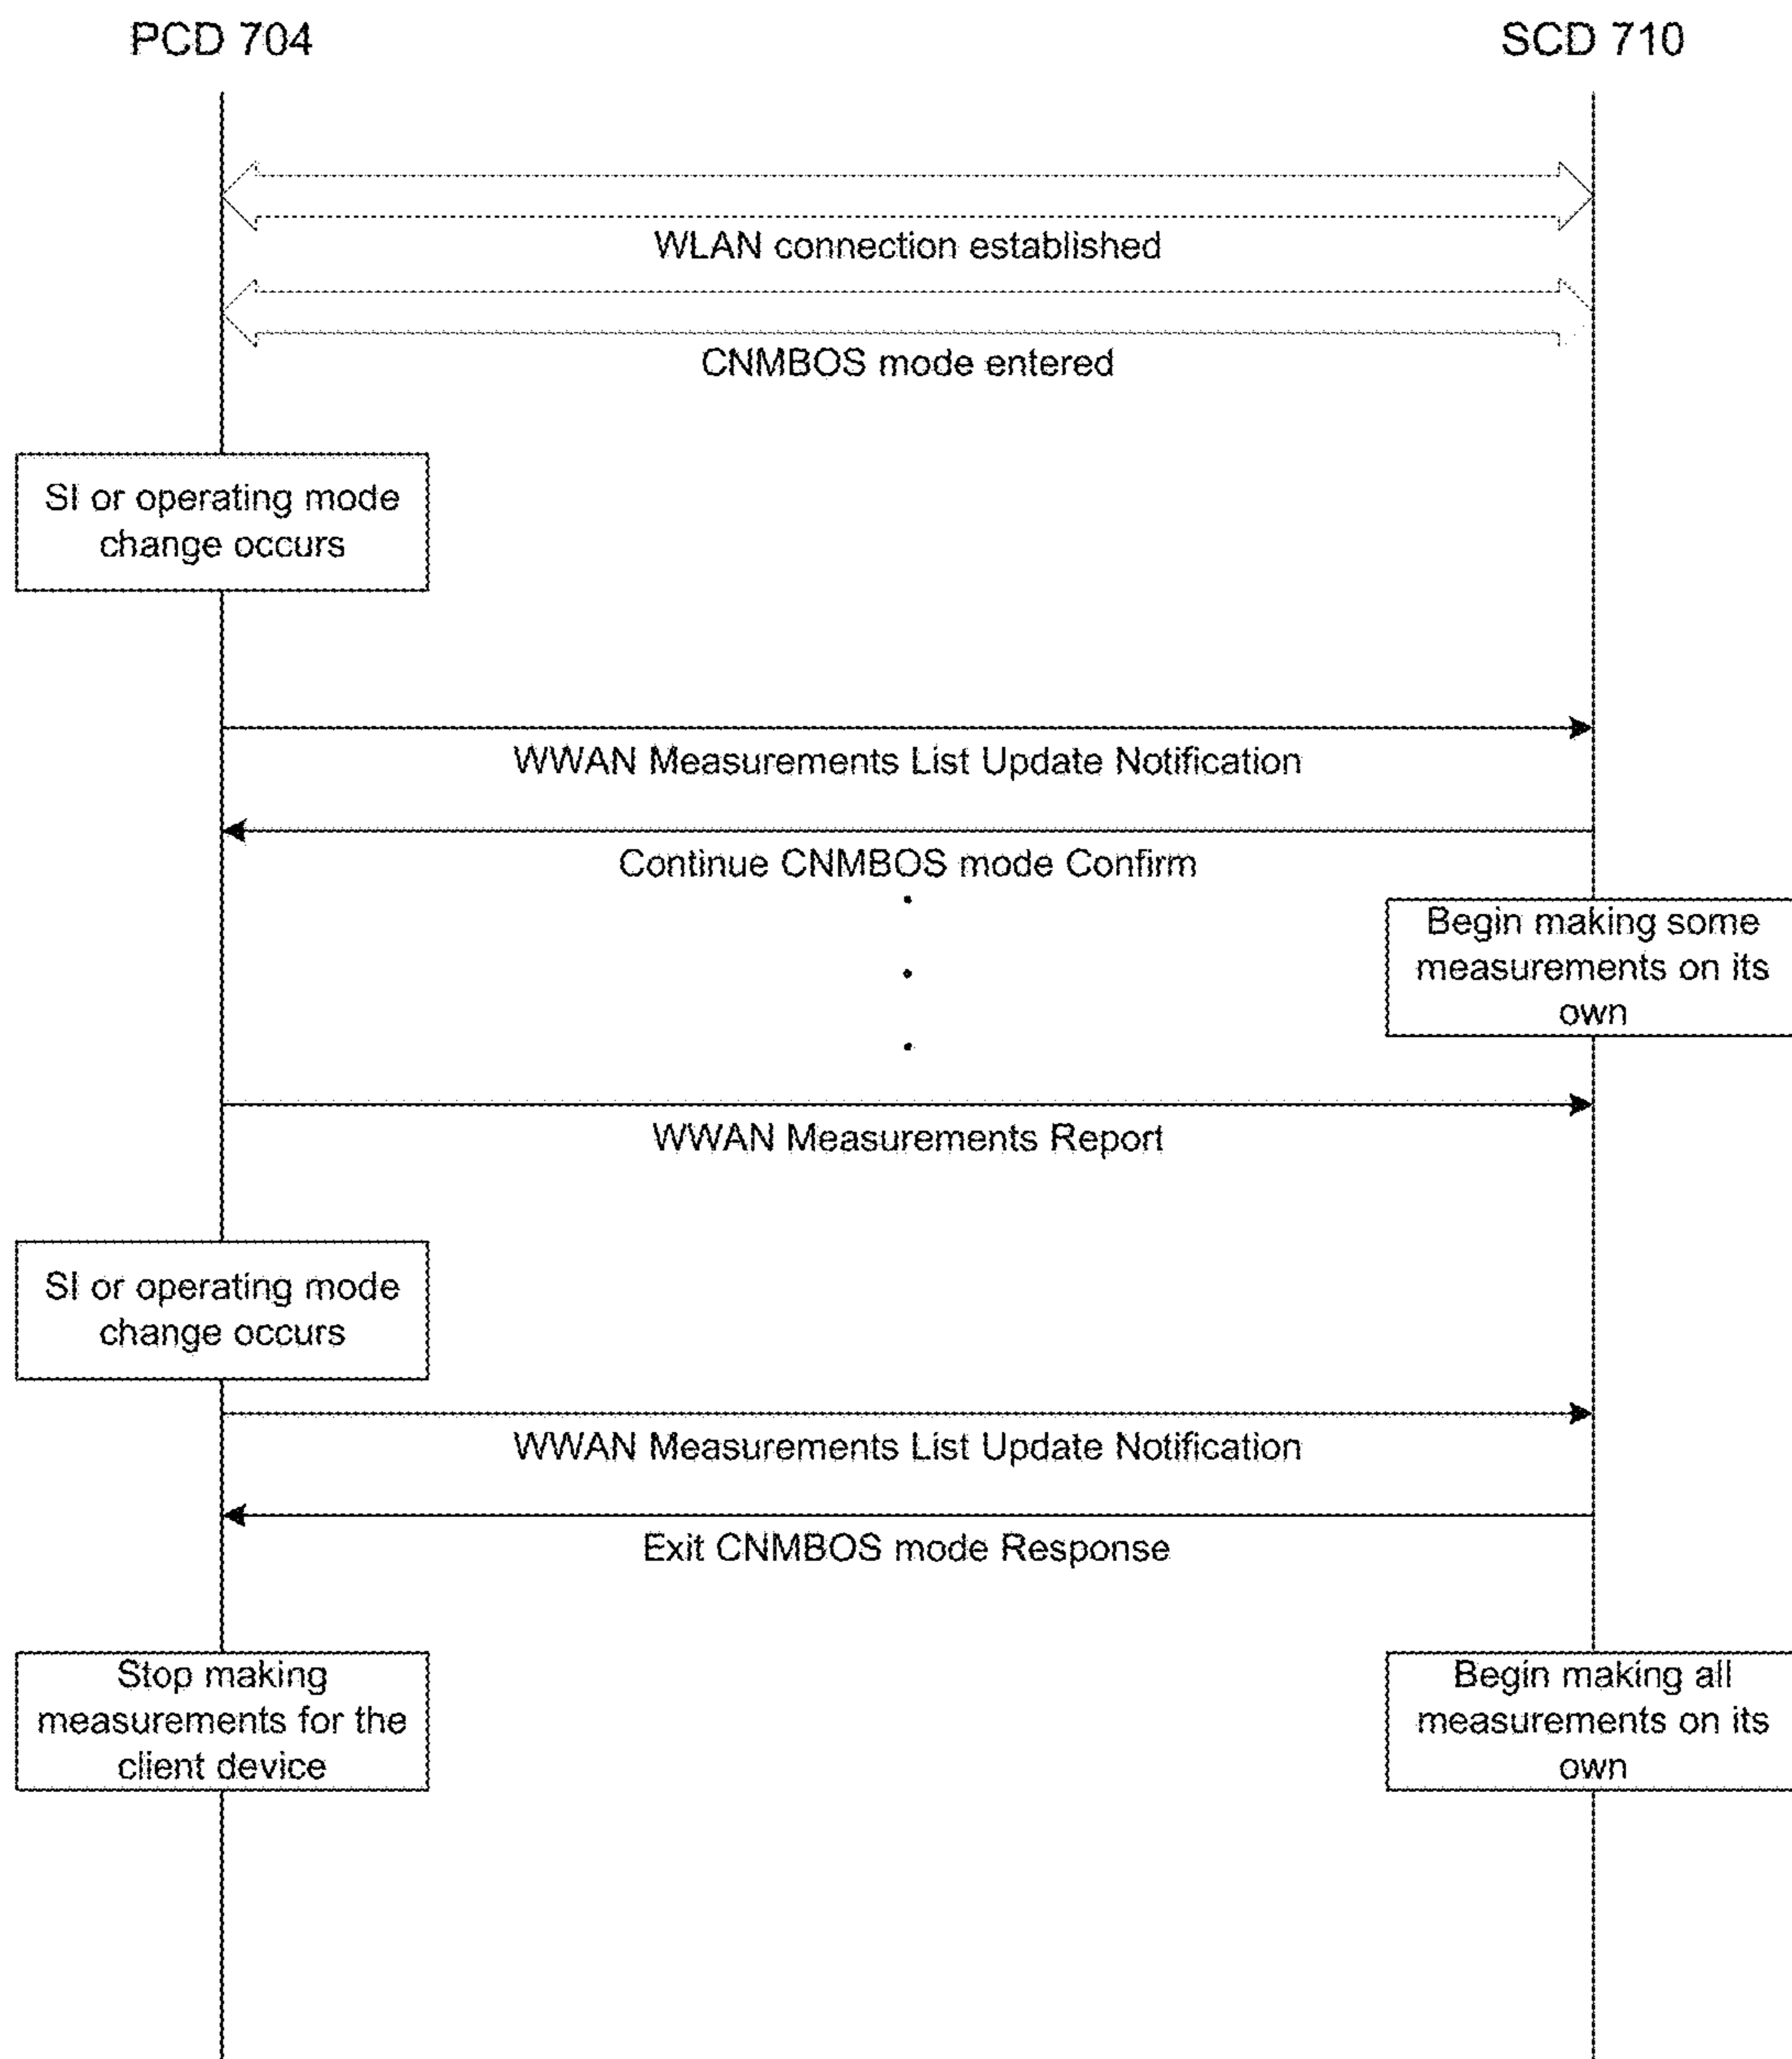 PCD 704
SCD 710
WLAN connection established
CNMBOS mode entered
SI or operating mode
change occurs
WWAN Measurements List Update Notification
Continue CNMBOS mode Confirm
Begin making some
measurements on its
own
WWAN Measurements Report
SI or operating mode
change occurs
WWAN Measurements List Update Notification
Exit CNMBOS mode Response
Stop making
measurements for the
client device
Begin making all
measurements on its
own